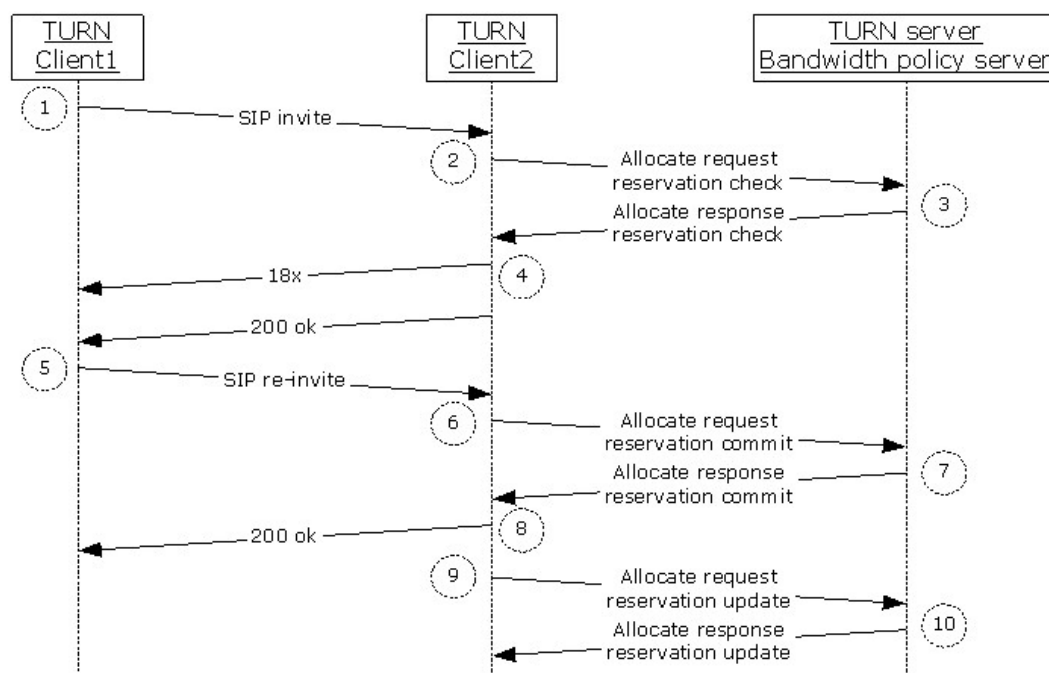 TURN
Client1
TURN
Client2
TURN server
Bandwidth policy server
1
SIP invite
2
Allocate request
reservation check
3
Allocate response
reservation check
4
18x
200 ok
5
SIP re-invite
6
Allocate request
reservation commit
7
Allocate response
reservation commit
8
200 ok
9
Allocate request
reservation update
10
Allocate response
reservation update